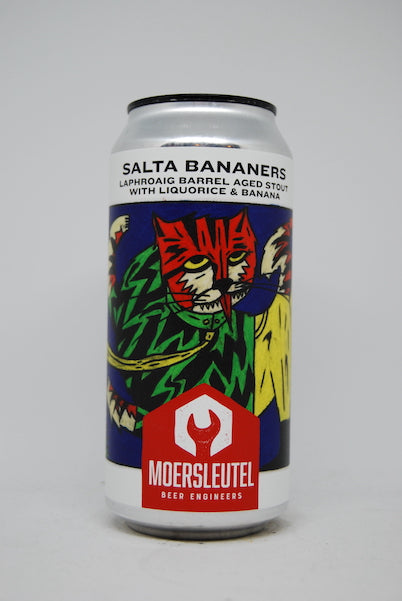 SALTA BANANERS
LAPHROAIG BARREL AGED STOUT
WITH LIQUORICE & BANANA
MOERSLEUTEL
BEER ENGINEERS